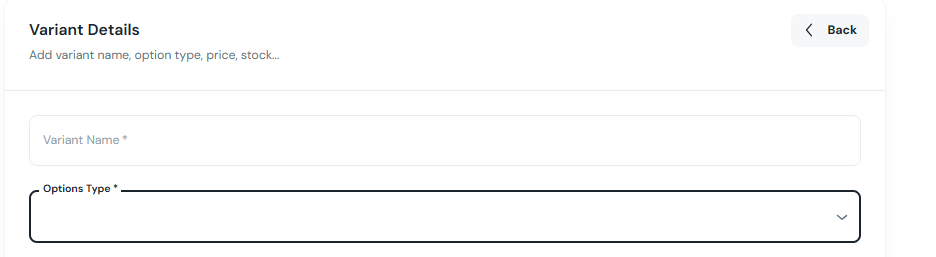 Variant Details
Back
Add variant name, option type, price, stock...
Variant Name *
Options Type *